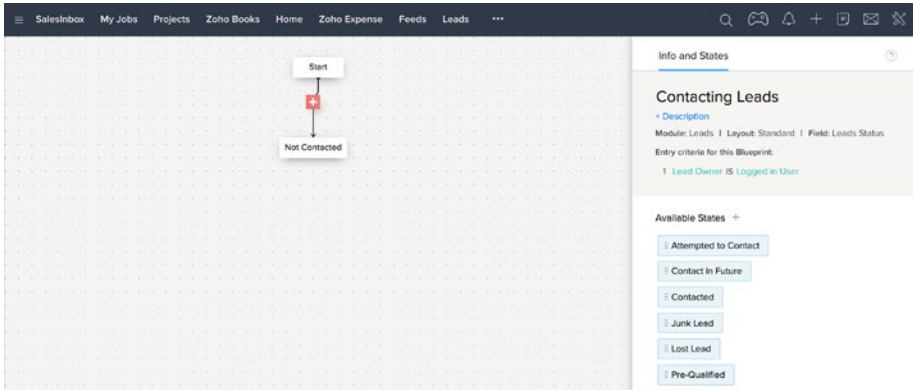 SalesInbox My Jobs Projects Zoho Books Home Zoho Expense Feeds Leads •••
Start
Not Contacted
Info and States
?
Contacting Leads
+ Description
Module: Leads | Layout: Standard | Field: Leads Status
Entry criteria for this Blueprint:
1 Lead Owner IS Logged in User
Available States +
Attempted to Contact
Contact in Future
Contacted
Junk Lead
Lost Lead
Pre-Qualified